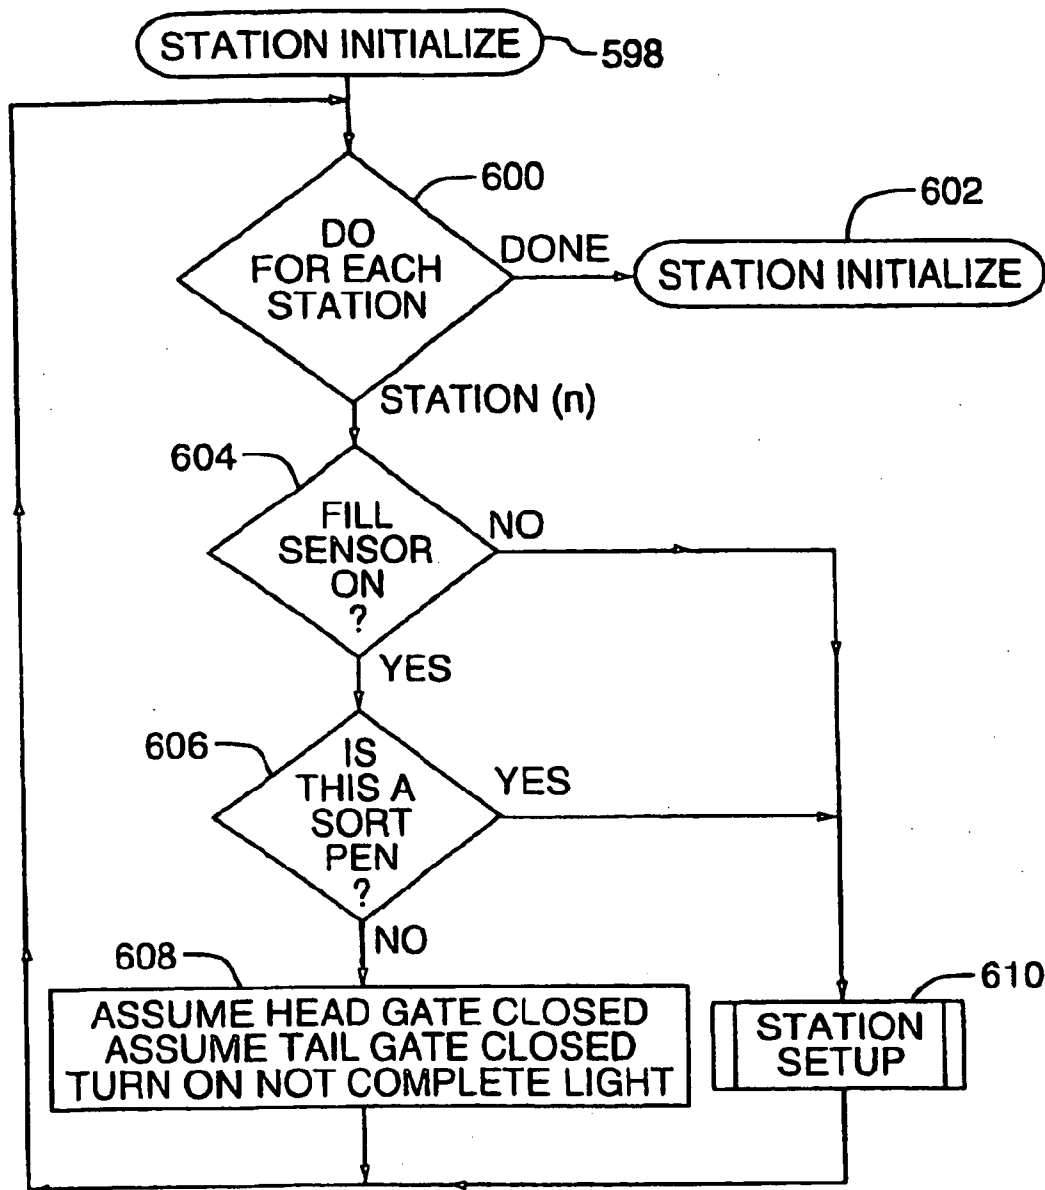 STATION INITIALIZE
598
600
602
DO
FOR EACH
STATION
DONE
STATION INITIALIZE
STATION (n)
604
FILL
SENSOR
ON
?
NO
YES
606
IS
THIS A
SORT
PEN
?
YES
NO
608
ASSUME HEAD GATE CLOSED
ASSUME TAIL GATE CLOSED
TURN ON NOT COMPLETE LIGHT
610
STATION
SETUP